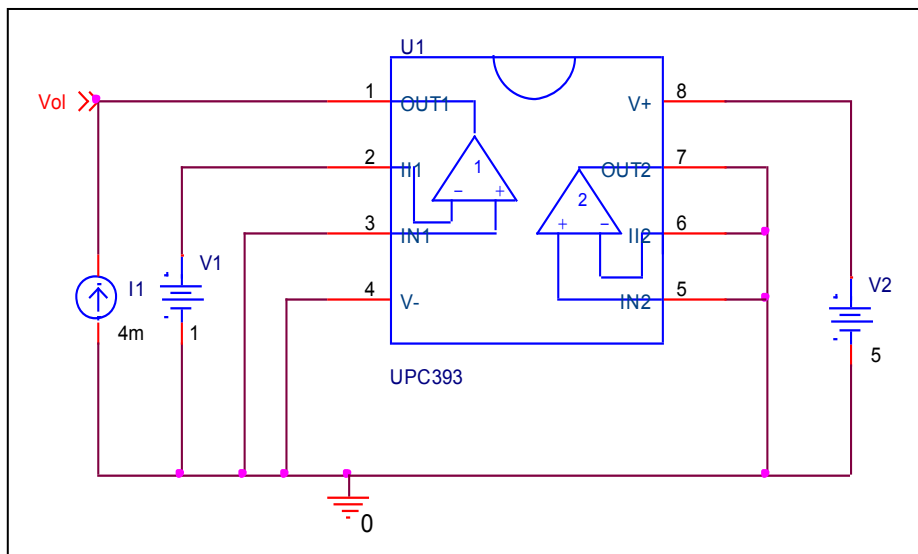 U1
Vol
1
OUT1
V+
8
2
II1
1
OUT2
7
−
+
2
3
IN1
+
−
II2
6
V1
I1
4
V-
IN2
5
V2
4m
1
5
UPC393
0